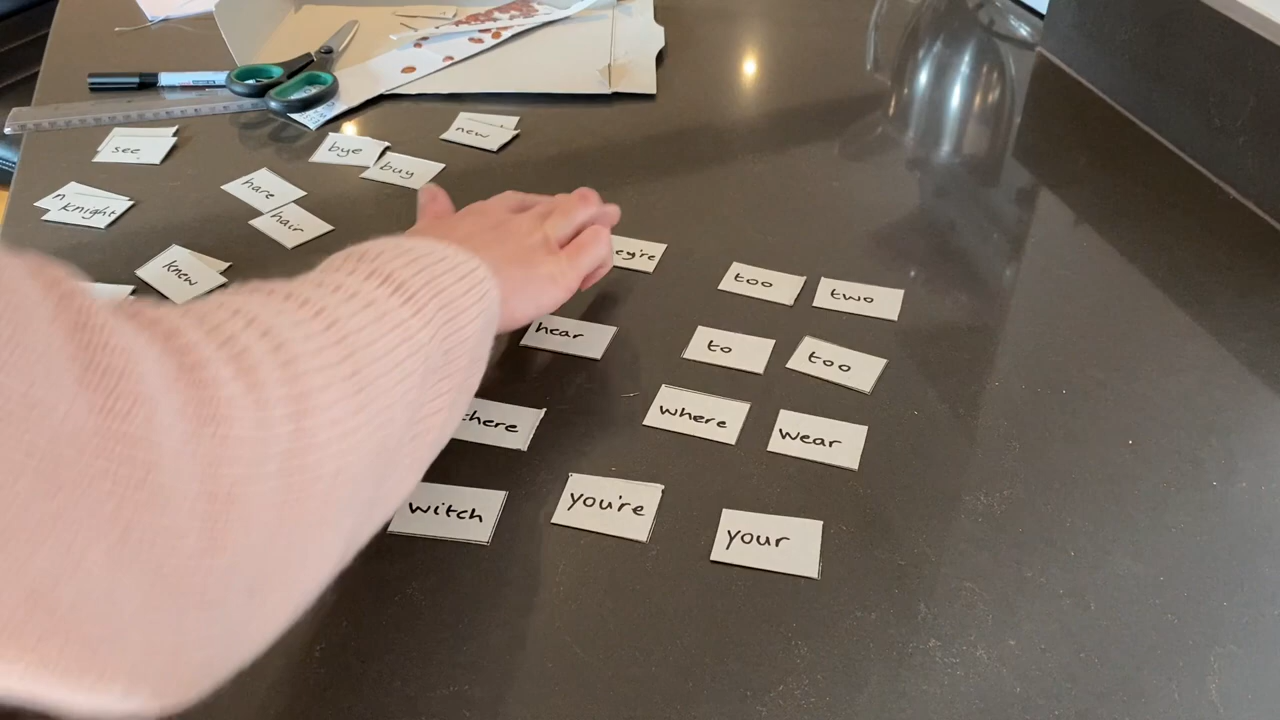 new
see
bye
buy
knight
hare
hair
knew
too
two
hear
to
too
where
wear
witch
you're
your